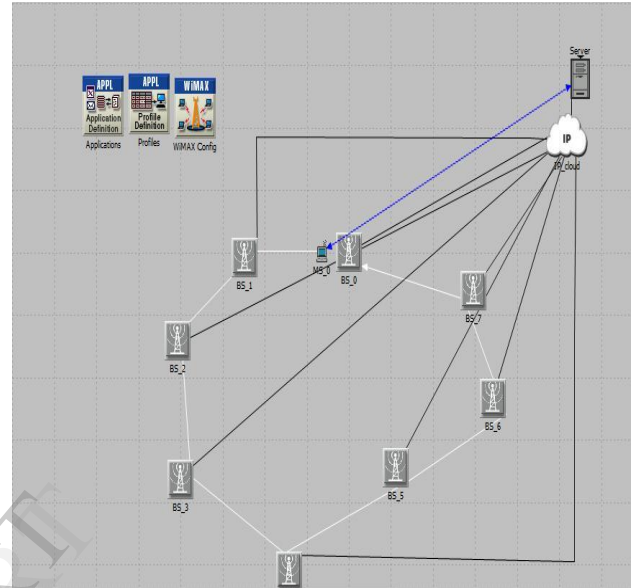 Server
APPL
Application
Definition
Applications
APPL
Profile
Definition
Profiles
WiMAX
WiMAX Config
IP
IP_cloud
BS_1
MS_0
BS_0
BS_7
BS_2
BS_6
BS_3
BS_5